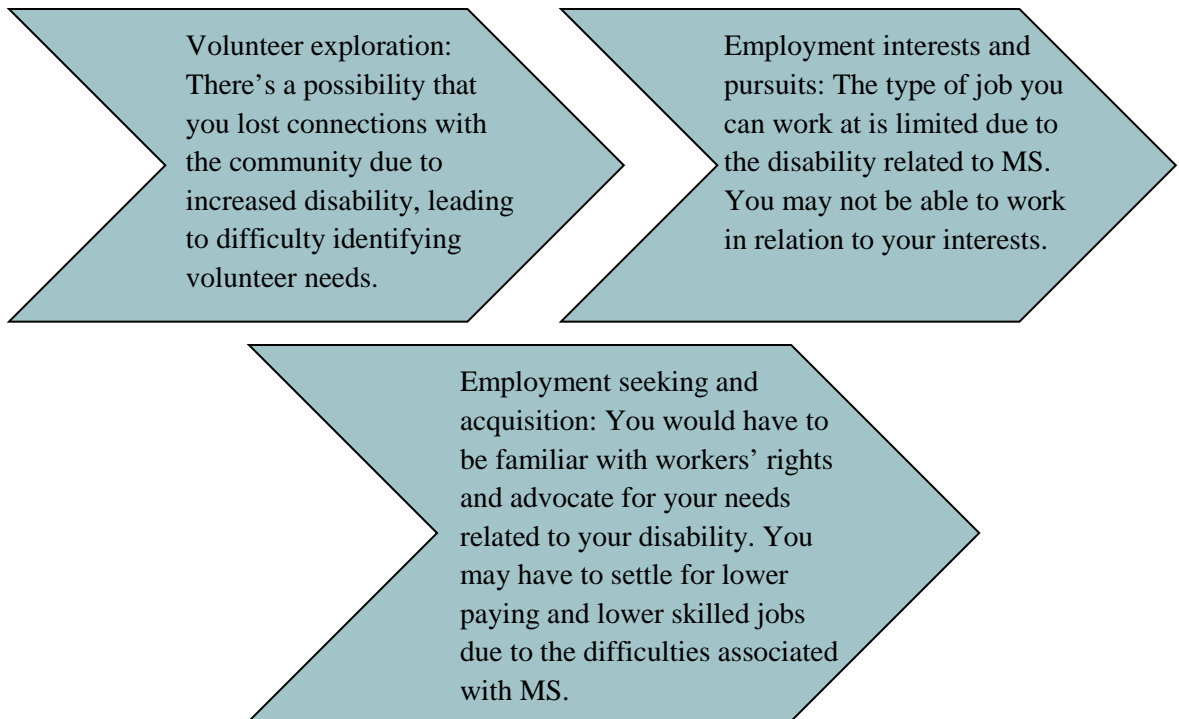 Volunteer exploration:
There’s a possibility that
you lost connections with
the community due to
increased disability, leading
to difficulty identifying
volunteer needs.
Employment interests and
pursuits: The type of job you
can work at is limited due to
the disability related to MS.
You may not be able to work
in relation to your interests.
Employment seeking and
acquisition: You would have to
be familiar with workers’ rights
and advocate for your needs
related to your disability. You
may have to settle for lower
paying and lower skilled jobs
due to the difficulties associated
with MS.